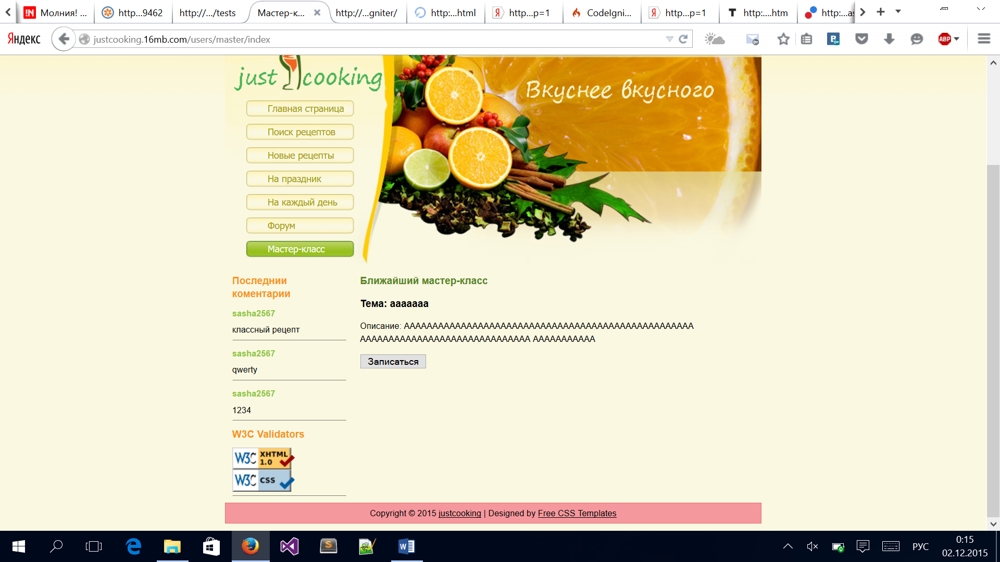 Молния! ...
http...9462
http://.../tests
Мастер-к...
http://...gniter/
http:...html
http...p=1
CodeIgni...
http...p=1
http:....htm
Яндекс
justcooking.16mb.com/users/master/index
ABP
just cooking
Вкуснее вкусного
Главная страница
Поиск рецептов
Новые рецепты
На праздник
На каждый день
Форум
Мастер-класс
Последнии
коментарии
sasha2567
классный рецепт
sasha2567
qwerty
sasha2567
1234
W3C Validators
W3C XHTML 1.0
W3C CSS
Ближайший мастер-класс
Тема: ааааааа
Описание: ААААААААААААААААААААААААААААААААААААААААААААААААААА
АААААААААААААААААААААААААААААА ААААААААААА
Записаться
Copyright © 2015 justcooking | Designed by Free CSS Templates
РУС
0:15
02.12.2015